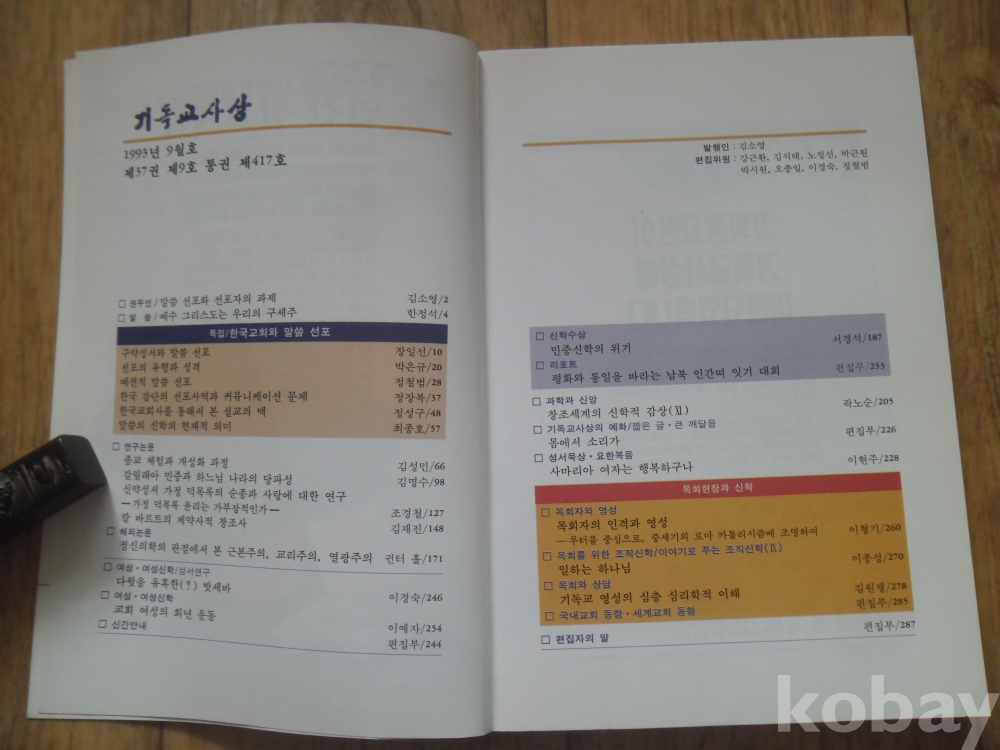 기독교사상
1993년 9월호
제37권 제9호 통권 제417호
□ 권두언/말씀 선포와 선포자의 과제 김소영/2
□ 말 씀/예수 그리스도는 우리의 구세주 한정석/4
특집/한국교회와 말씀 선포
구약성서와 말씀 선포 장일선/10
선포의 유형과 성격 박은규/20
예전적 말씀 선포 정철범/28
한국 강단의 선포사역과 커뮤니케이션 문제 정장복/37
한국교회사를 통해서 본 설교의 맥 정성구/48
말씀의 신학의 현재적 의미 최종호/57
□ 연구논문
종교 체험과 개성화 과정 김성민/66
갈릴래아 민중과 하느님 나라의 당파성 김명수/98
신약성서 가정 덕목록의 순종과 사랑에 대한 연구
—가정 덕목록 윤리는 가부장적인가— 조경철/127
칼 바르트의 계약사적 창조사 김재진/148
□ 해외논문
정신의학의 관점에서 본 근본주의, 교리주의, 열광주의 귄터 훌/171
□ 여성·여성신학/성서연구
다윗을 유혹한(?) 밧세바
□ 여성·여성신학 이경숙/246
교회 여성의 희년 운동
□ 신간안내 이예자/254
편집부/244
발행인 : 김소영
편집위원 : 강근환, 김석태, 노정선, 박근원
박시원, 오충일, 이경숙, 정철범
□ 신학수상
민중신학의 위기 서경석/187
□ 리포트
평화와 통일을 바라는 남북 인간띠 잇기 대회 편집부/233
□ 과학과 신앙
창조세계의 신학적 감상(Ⅺ) 곽노순/205
□ 기독교사상의 예화/짧은 글·큰 깨달음
몸에서 소리가 편집부/226
□ 성서묵상·요한복음
사마리아 여자는 행복하구나 이현주/228
목회현장과 신학
□ 목회자와 영성
목회자의 인격과 영성
—루터를 중심으로, 중세기의 로마 카톨리시즘에 조명하여 이형기/260
□ 목회를 위한 조직신학/이야기로 푸는 조직신학(Ⅸ)
일하는 하나님 이종성/270
□ 목회와 상담
기독교 영성의 심층 심리학적 이해 김원쟁/278
□ 국내교회 동향·세계교회 동향 편집부/285
□ 편집자의 말 편집부/287
kobay